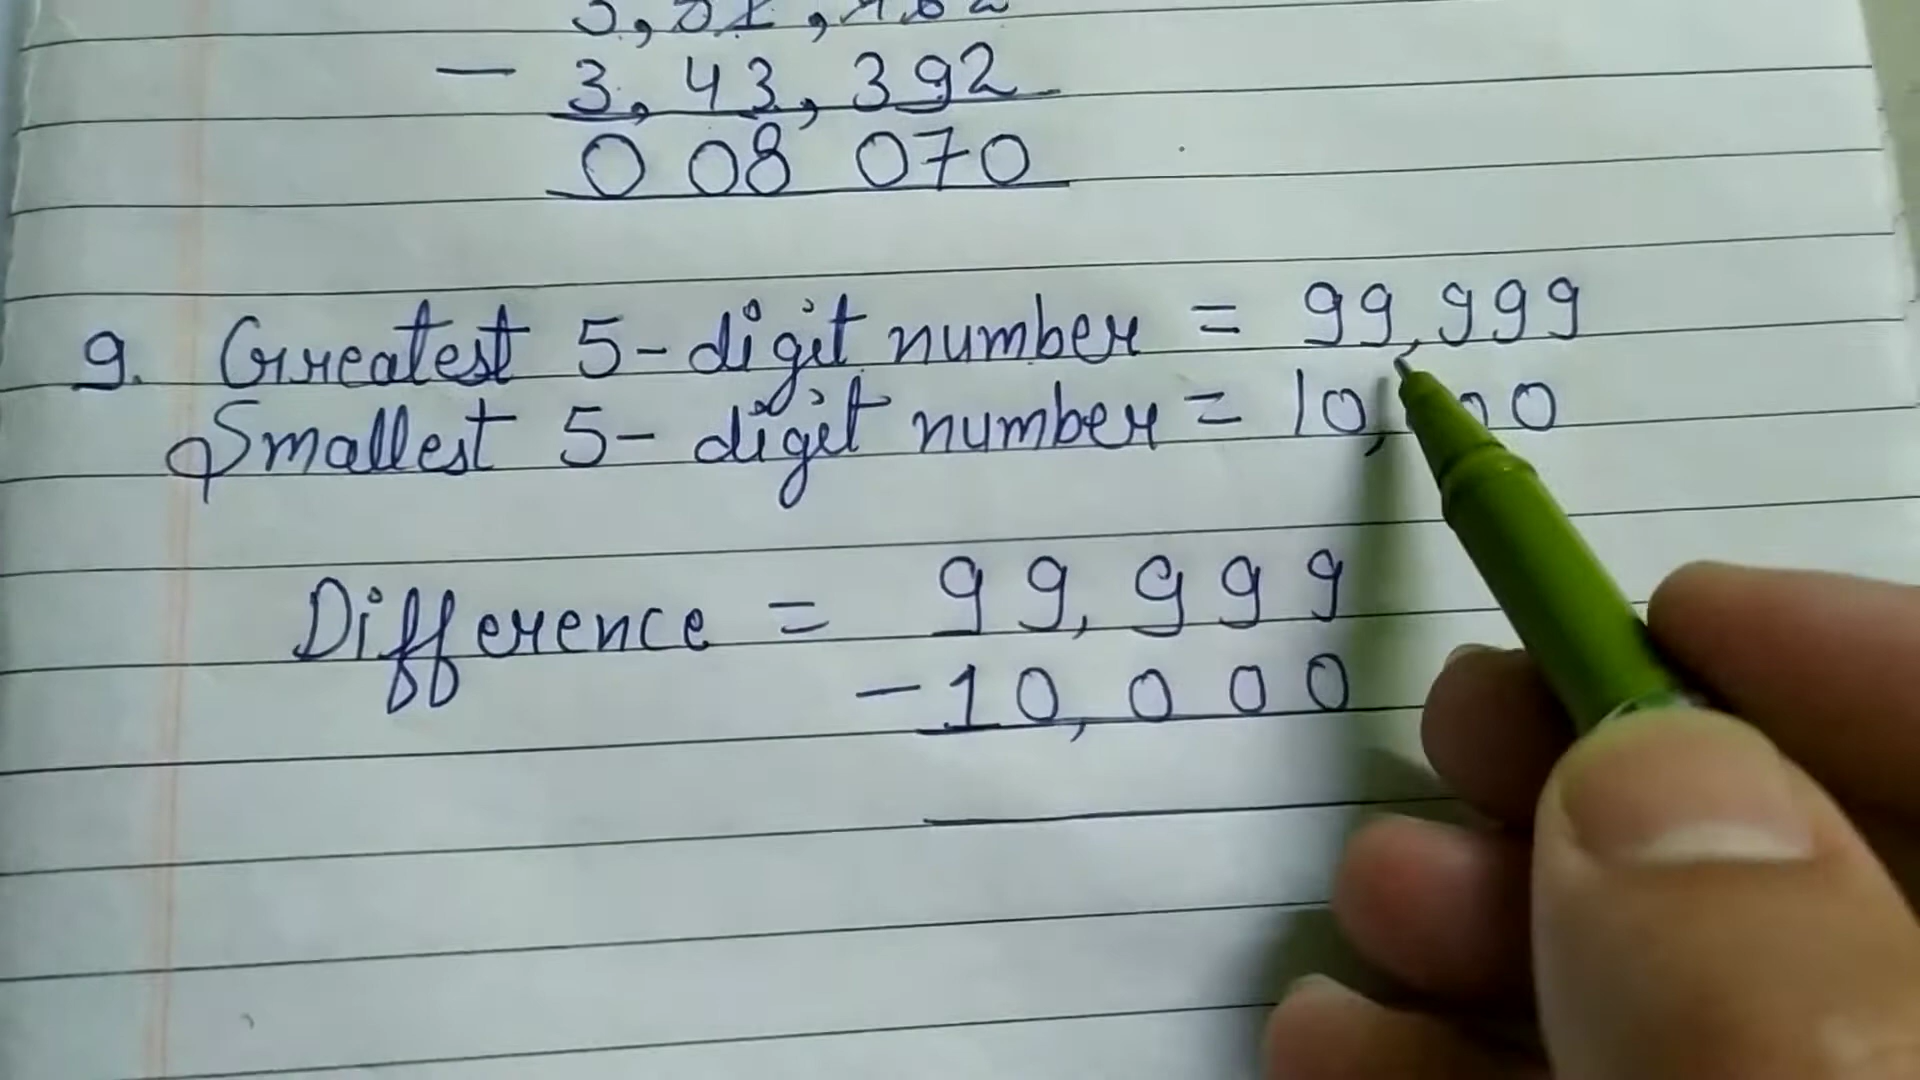 - 3,43,392
0 08 070
9. Greatest 5-digit number = 99,999
Smallest 5-digit number = 10,000
Difference = 99,999
- 10,000